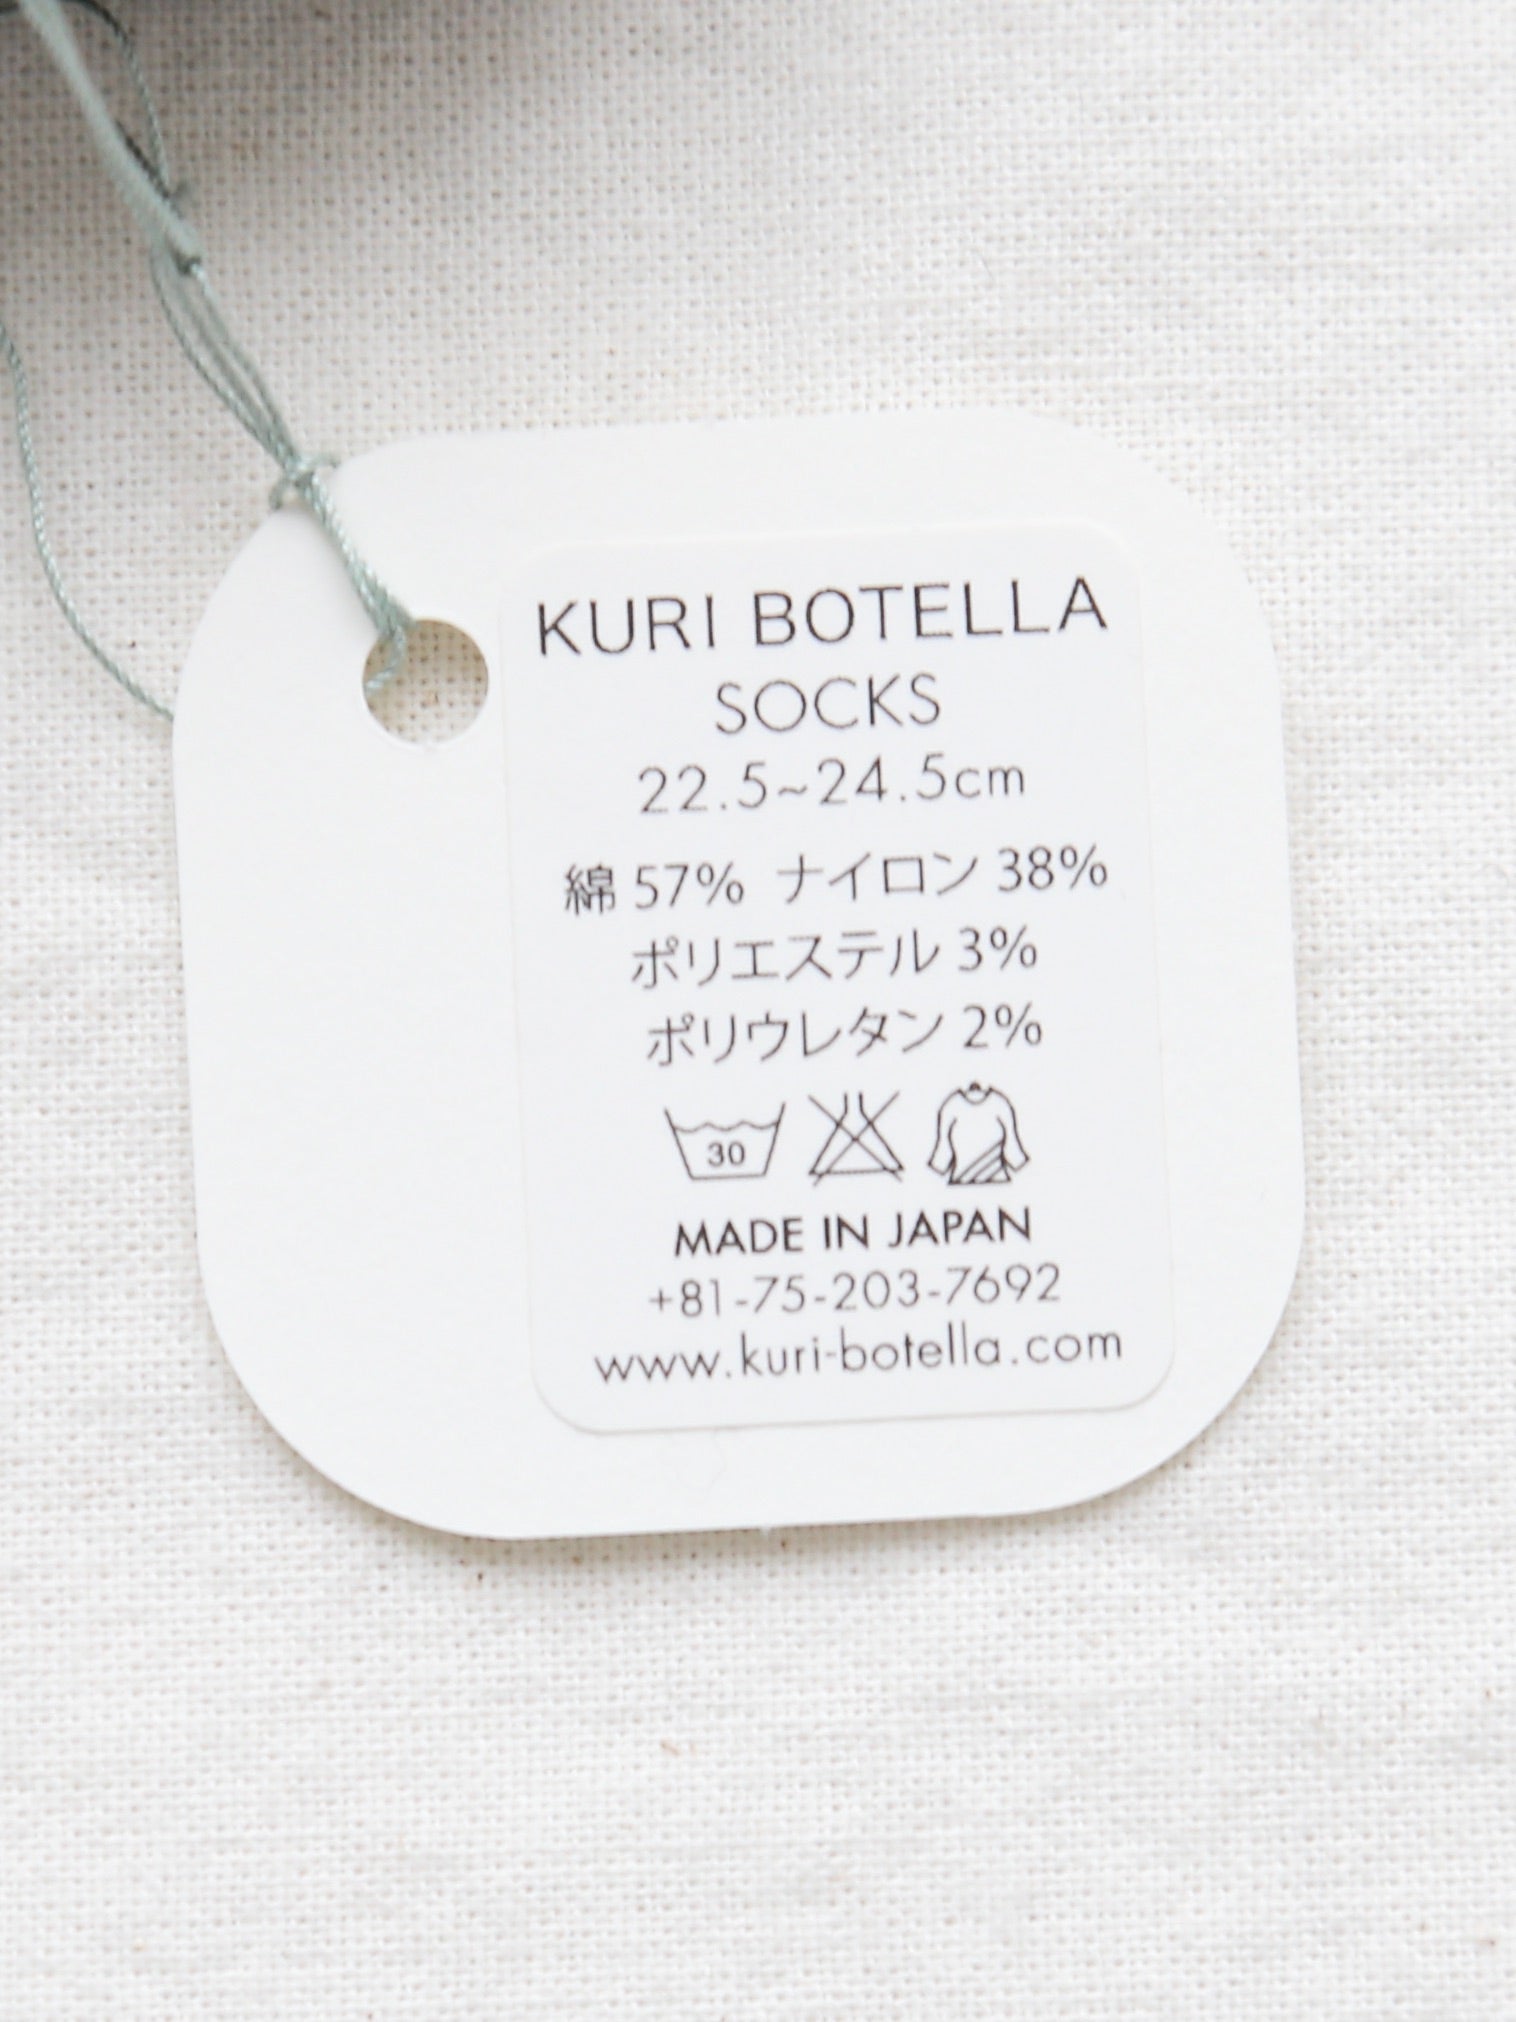 KURI BOTELLA
SOCKS
22.5~24.5cm
綿 57% ナイロン 38%
ポリエステル 3%
ポリウレタン 2%
30
MADE IN JAPAN
+81-75-203-7692
www.kuri-botella.com